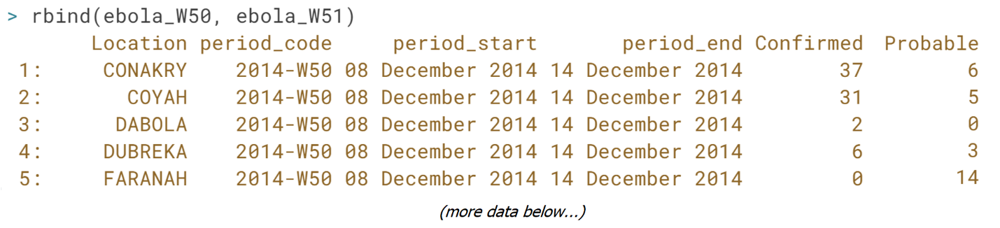 > rbind(ebola_W50, ebola_W51)
Location period_code period_start period_end Confirmed Probable
1: CONAKRY 2014-W50 08 December 2014 14 December 2014 37 6
2: COYAH 2014-W50 08 December 2014 14 December 2014 31 5
3: DABOLA 2014-W50 08 December 2014 14 December 2014 2 0
4: DUBREKA 2014-W50 08 December 2014 14 December 2014 6 3
5: FARANAH 2014-W50 08 December 2014 14 December 2014 0 14
(more data below...)